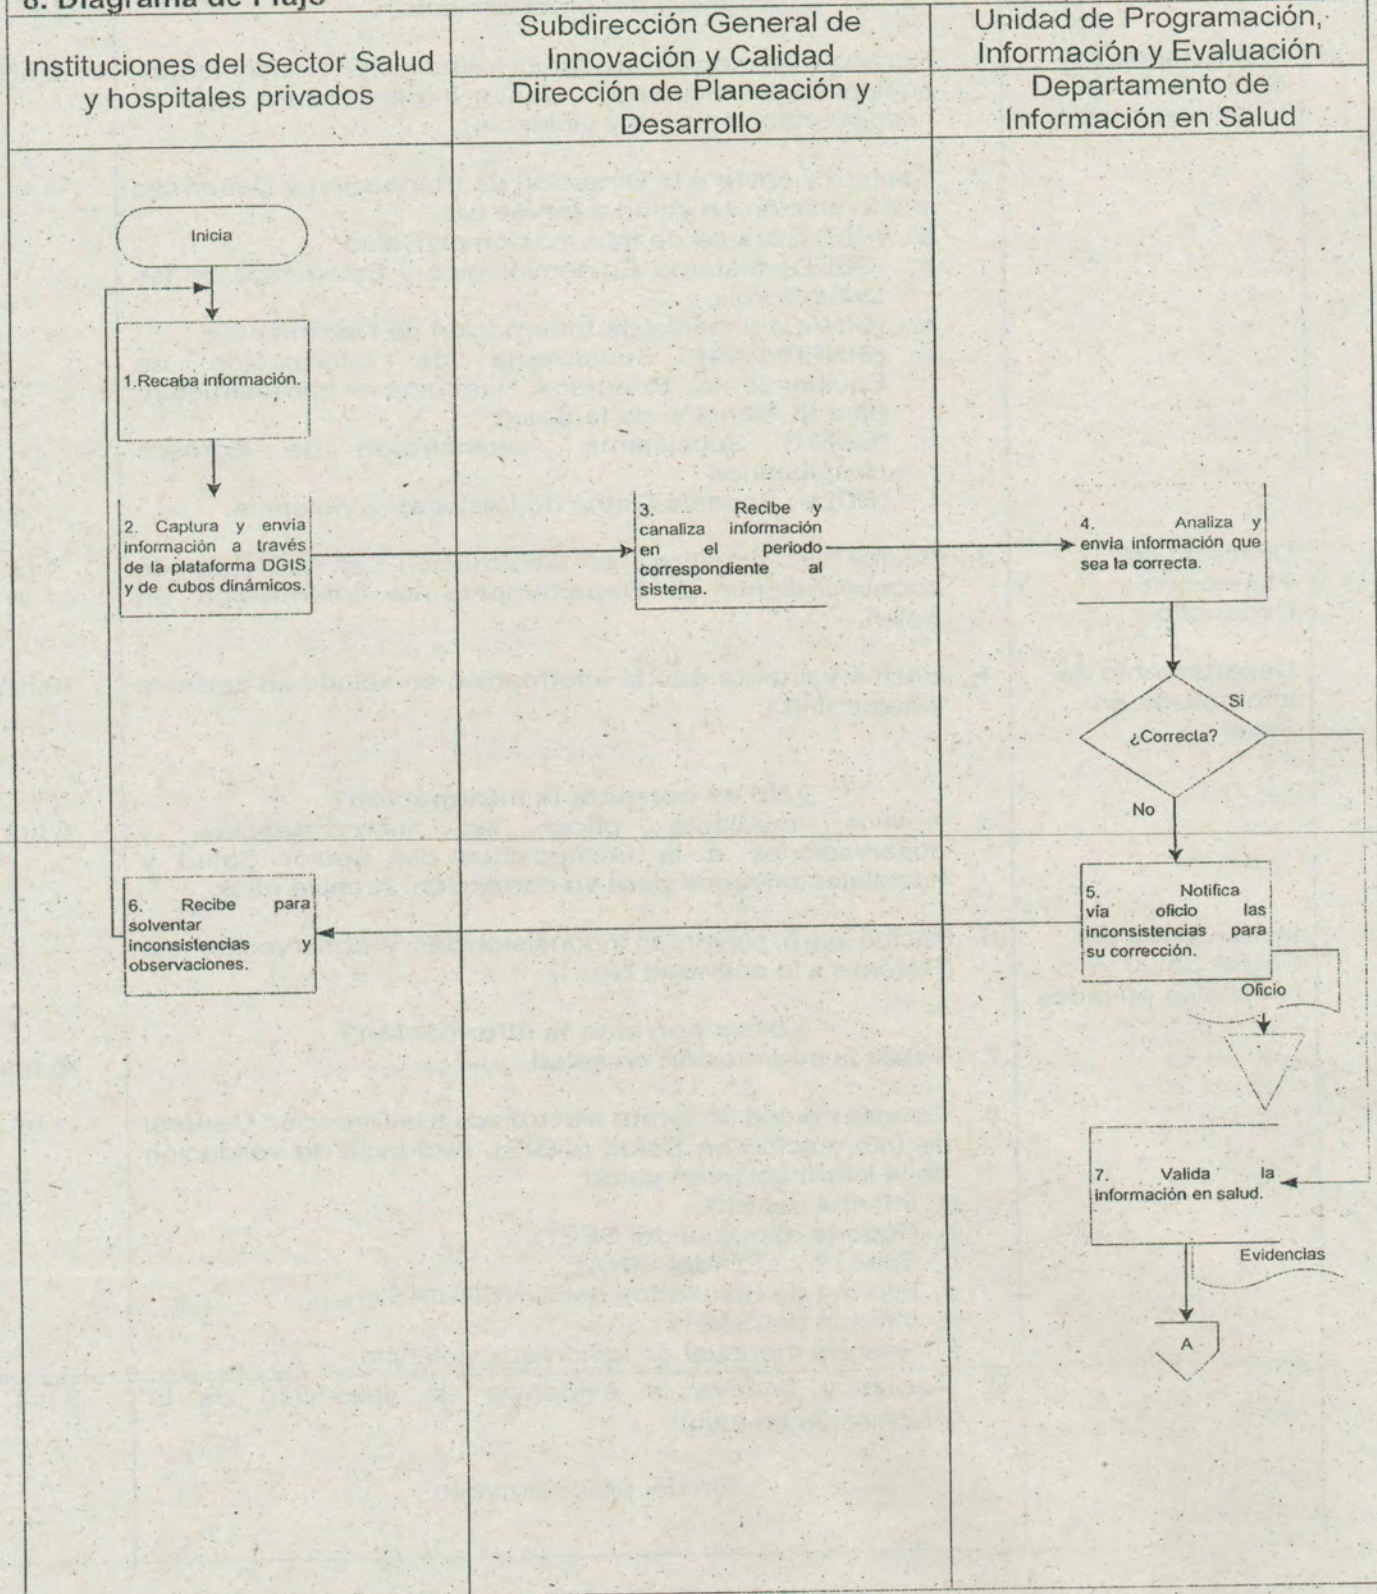 8. Diagrama de Flujo
Instituciones del Sector Salud
y hospitales privados
Subdirección General de
Innovación y Calidad
Dirección de Planeación y
Desarrollo
Unidad de Programación,
Información y Evaluación
Departamento de
Información en Salud
Inicia
1.Recaba información.
2. Captura y envía
información a través
de la plataforma DGIS
y de cubos dinámicos.
3. Recibe y
canaliza información
en el periodo
correspondiente al
sistema.
4. Analiza y
envia información que
sea la correcta.
¿Correcta?
Si
No
5. Notifica
vía oficio las
inconsistencias para
su corrección.
Oficio
6. Recibe para
solventar
inconsistencias y
observaciones.
7. Valida la
información en salud.
Evidencias
A